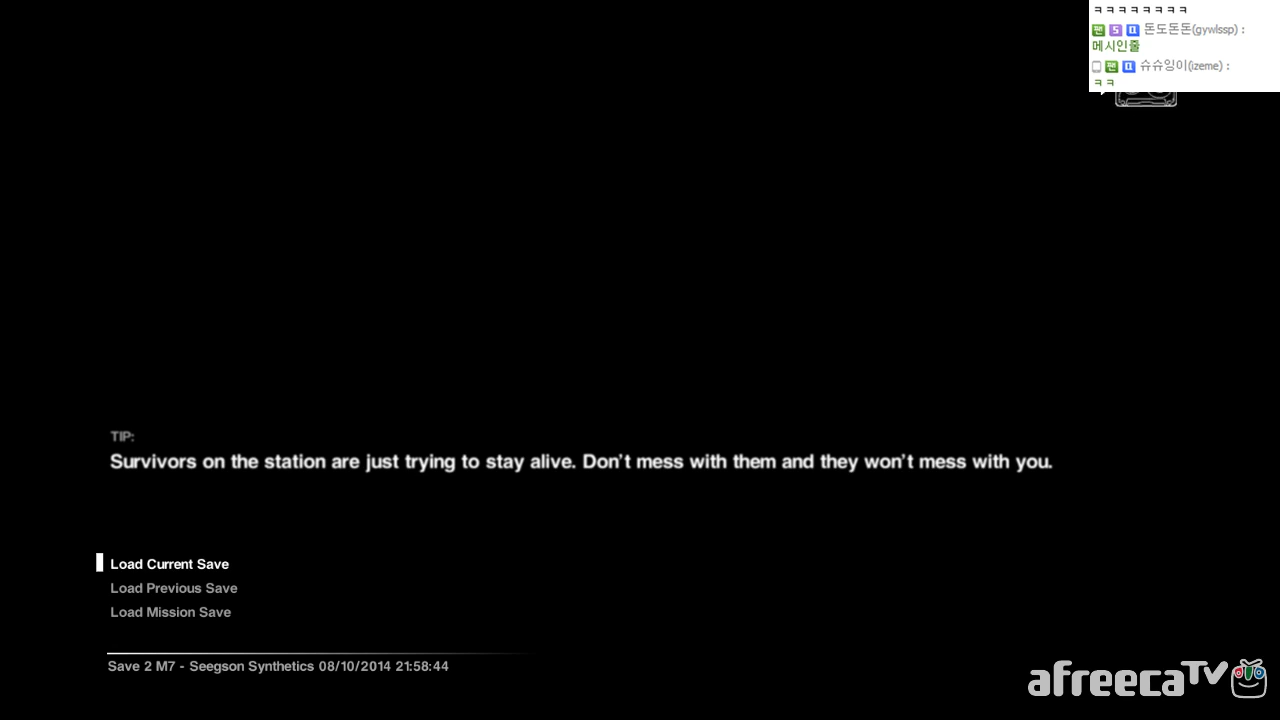 ㅋㅋㅋㅋㅋㅋㅋㅋ
팬 S 돈도돈돈(gywlssp) :
메시인줄
팬 슈슈잉이(izeme) :
ㅋㅋ
TIP:
Survivors on the station are just trying to stay alive. Don’t mess with them and they won’t mess with you.
Load Current Save
Load Previous Save
Load Mission Save
Save 2 M7 - Seegson Synthetics 08/10/2014 21:58:44
afreecaTV